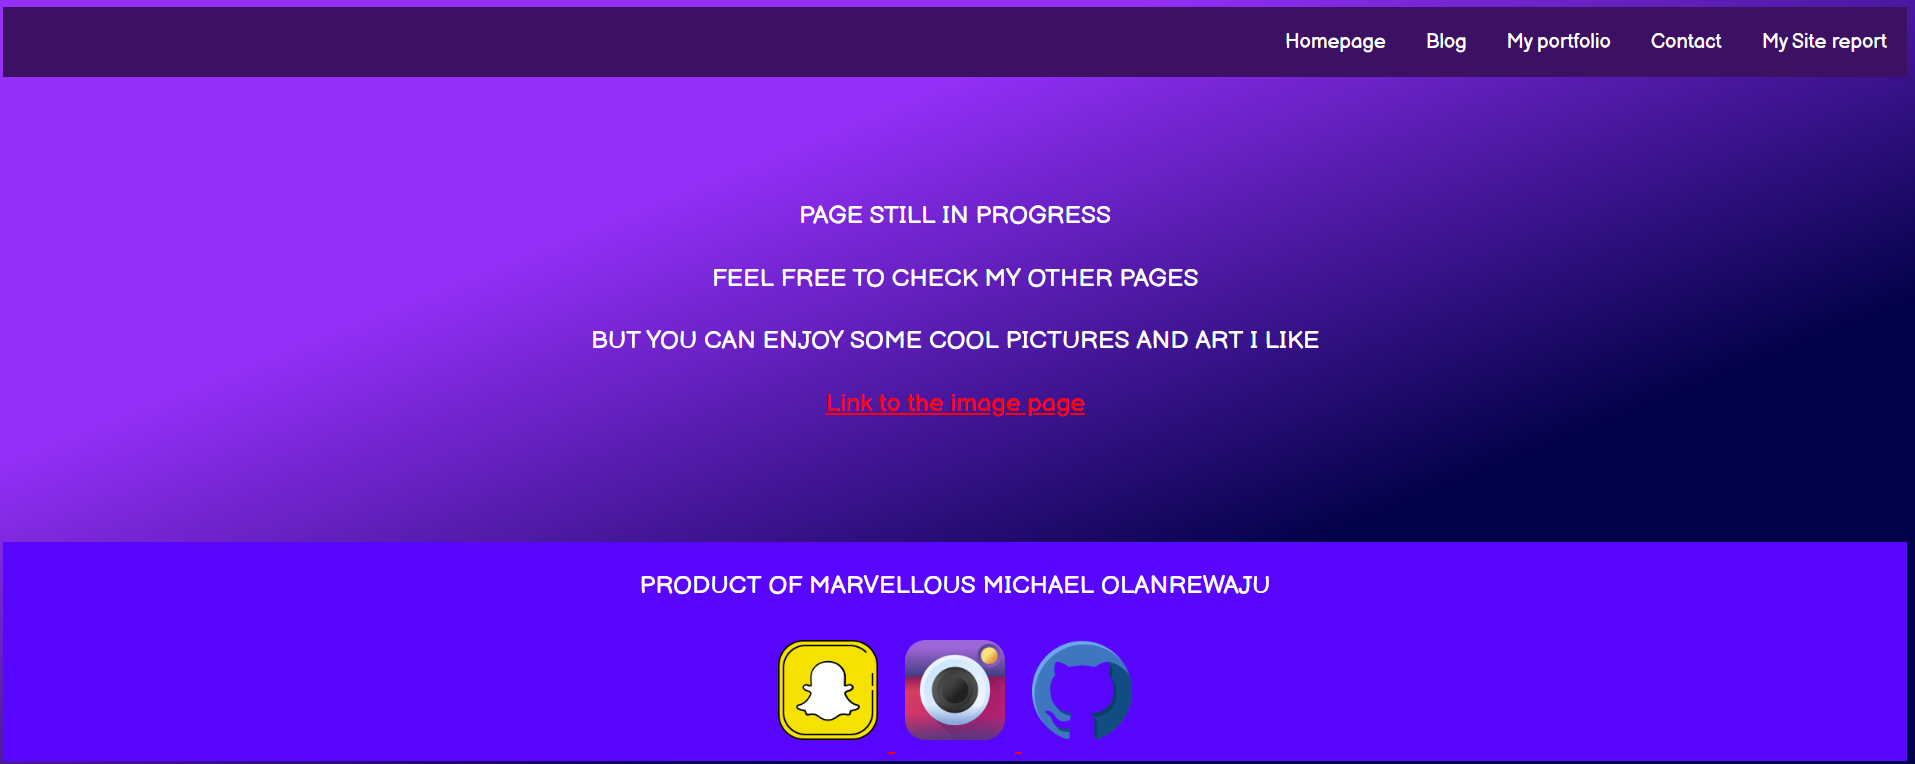 Homepage Blog My portfolio Contact My Site report
PAGE STILL IN PROGRESS
FEEL FREE TO CHECK MY OTHER PAGES
BUT YOU CAN ENJOY SOME COOL PICTURES AND ART I LIKE
Link to the image page
PRODUCT OF MARVELLOUS MICHAEL OLANREWAJU